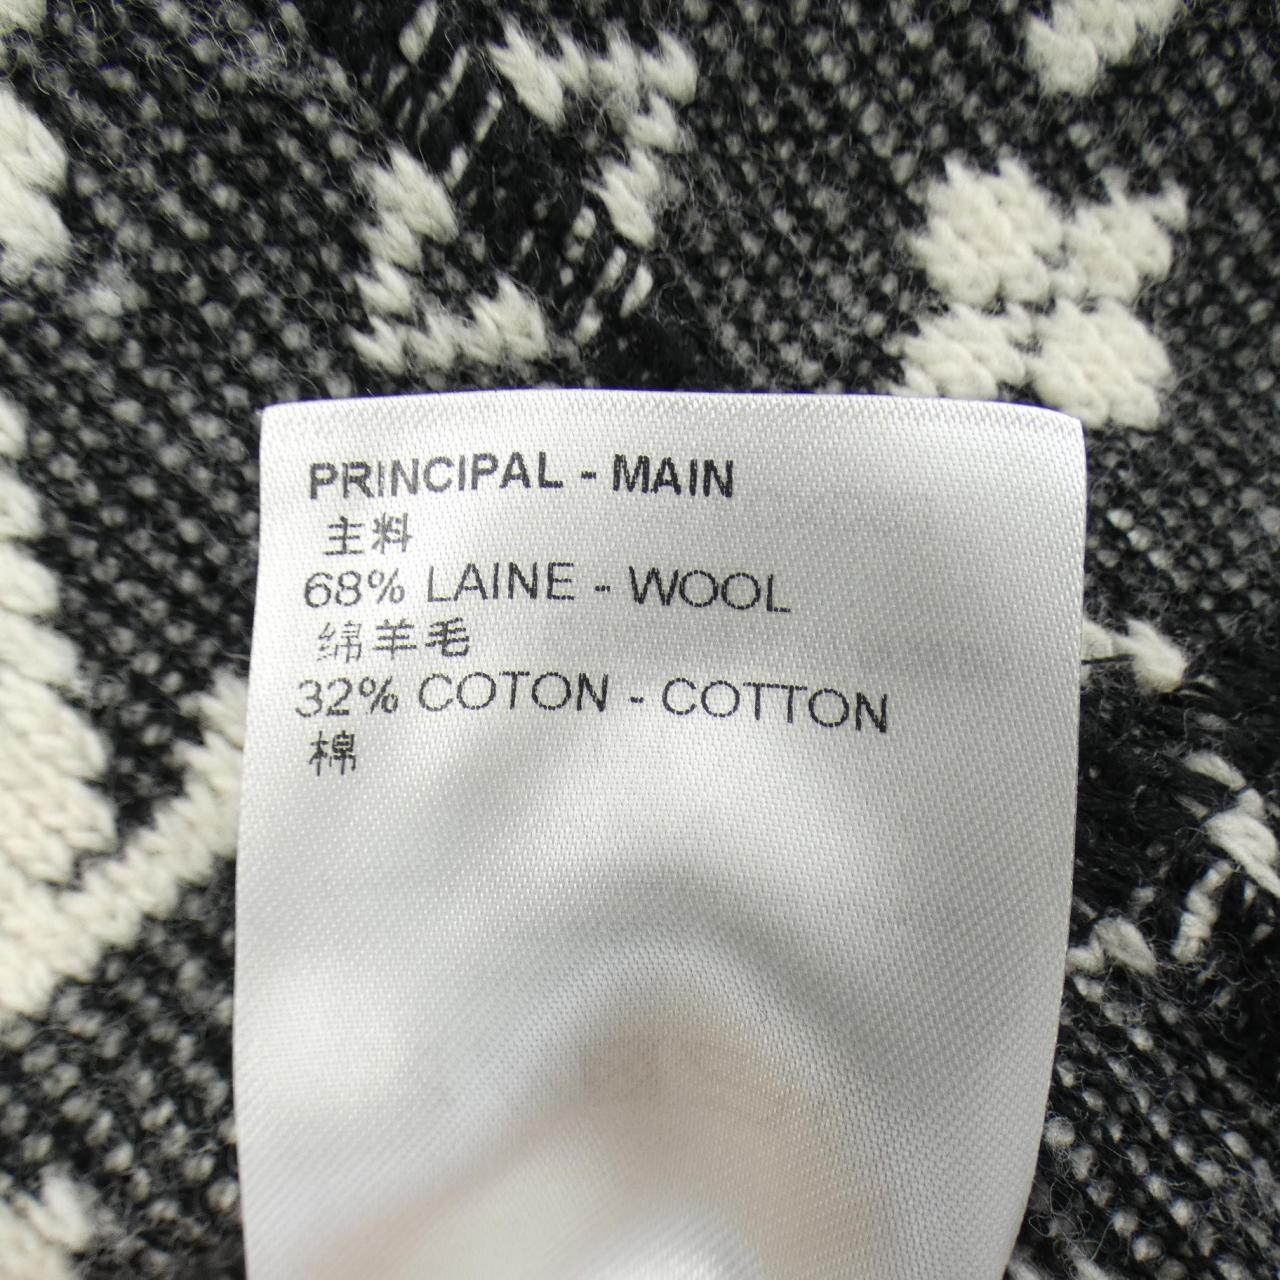 PRINCIPAL - MAIN
主料
68% LAINE - WOOL
绵羊毛
32% COTON - COTTON
棉